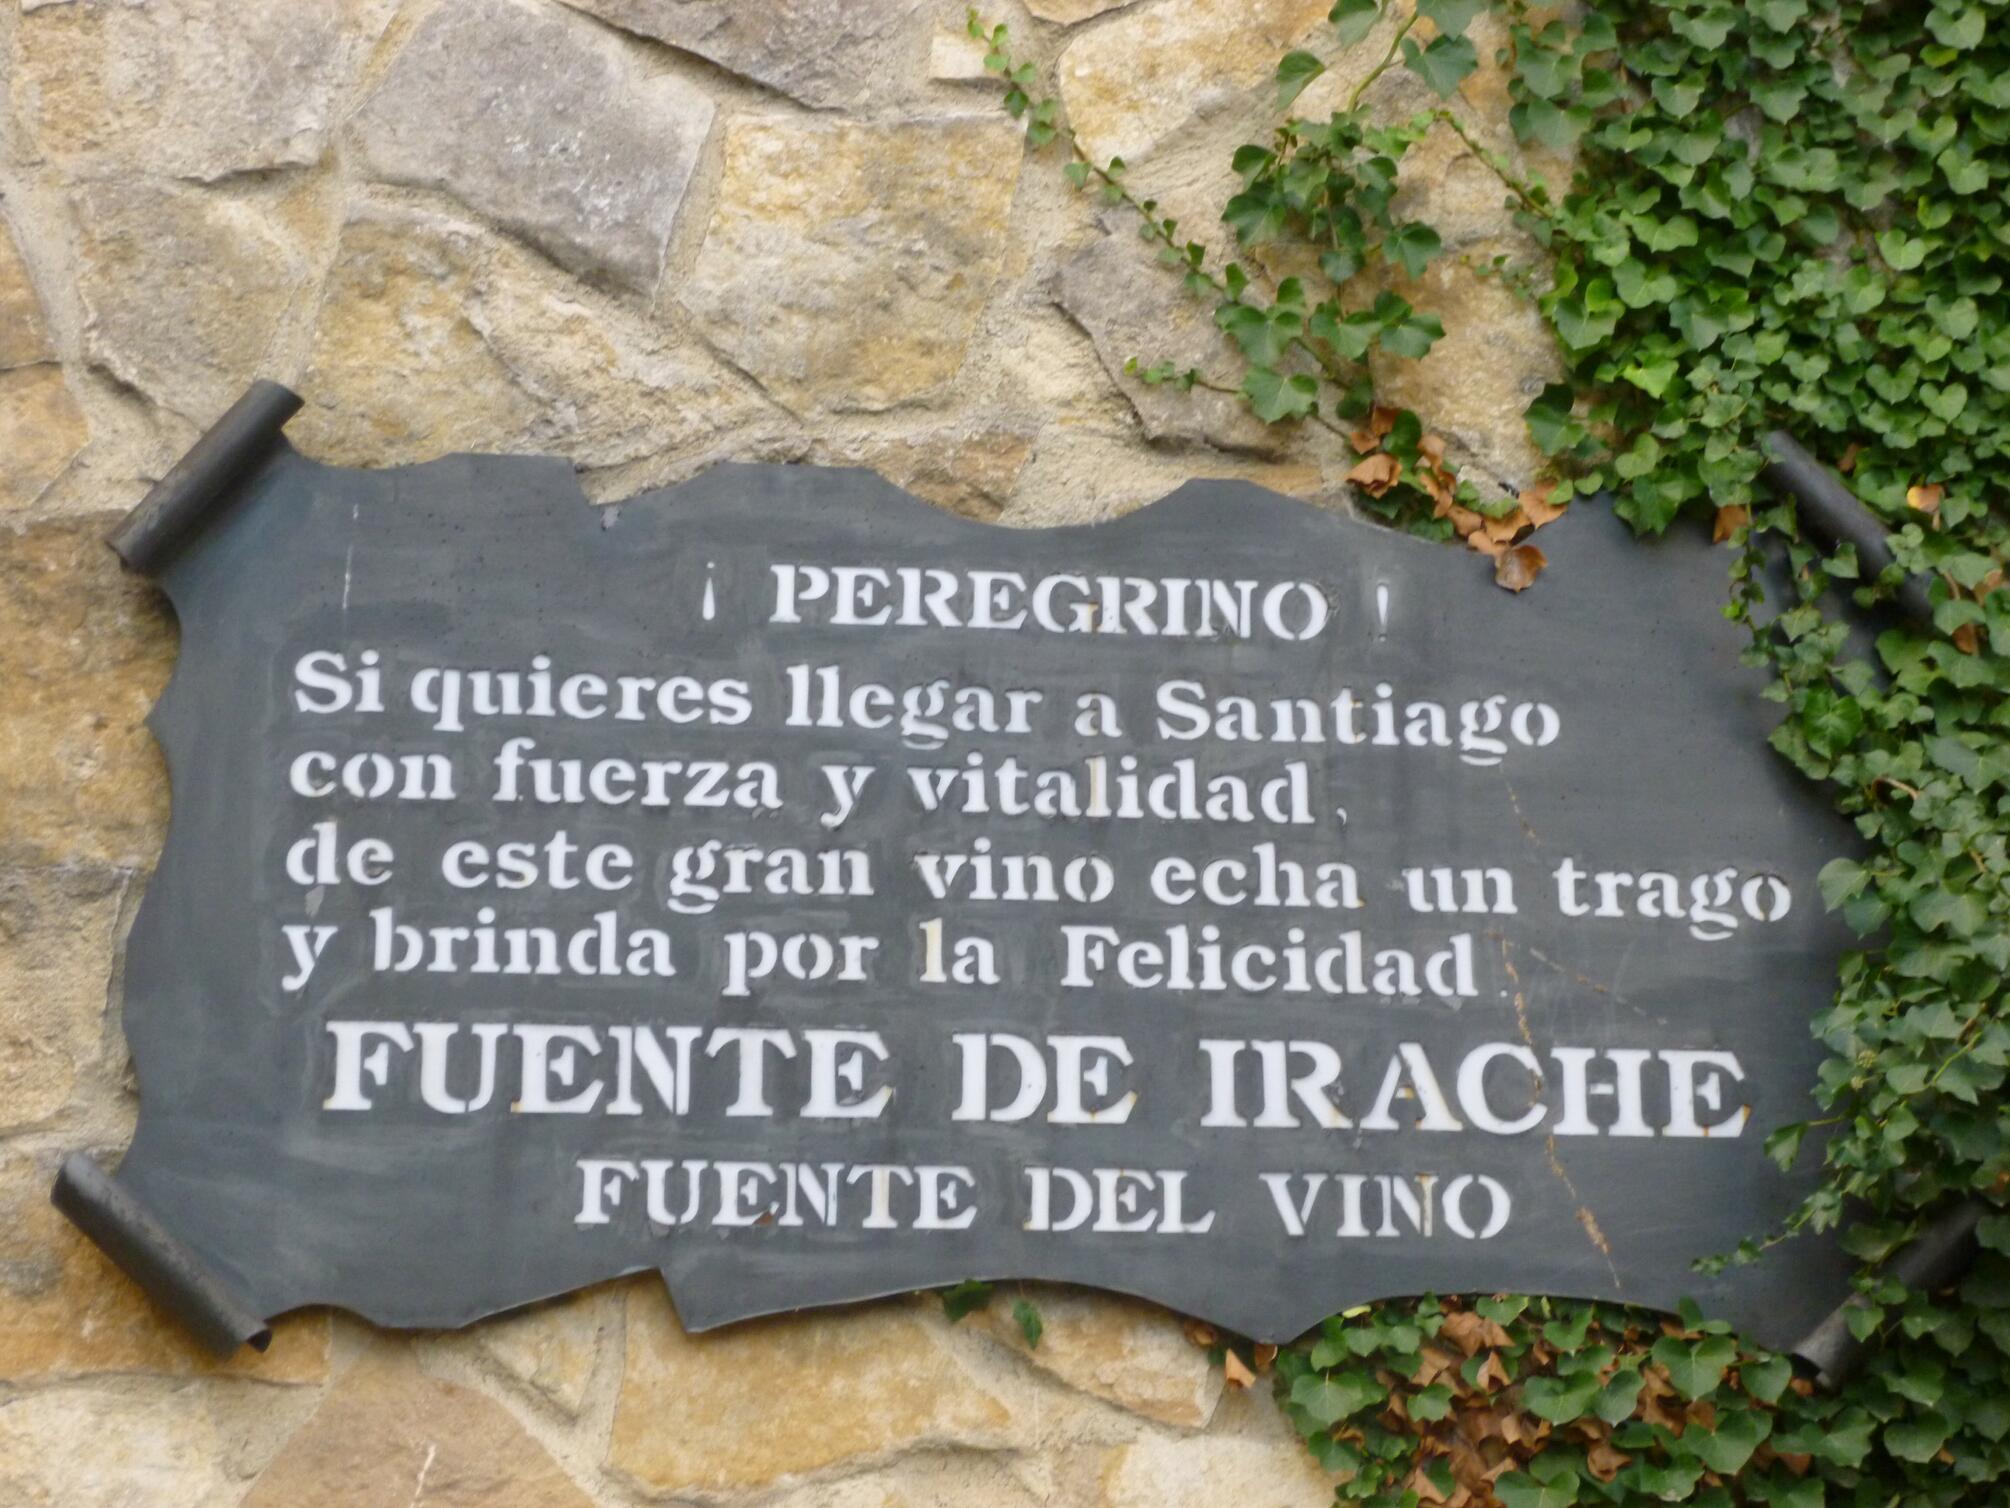 ¡ PEREGRINO !
Si quieres llegar a Santiago
con fuerza y vitalidad,
de este gran vino echa un trago
y brinda por la Felicidad.
FUENTE DE IRACHE
FUENTE DEL VINO